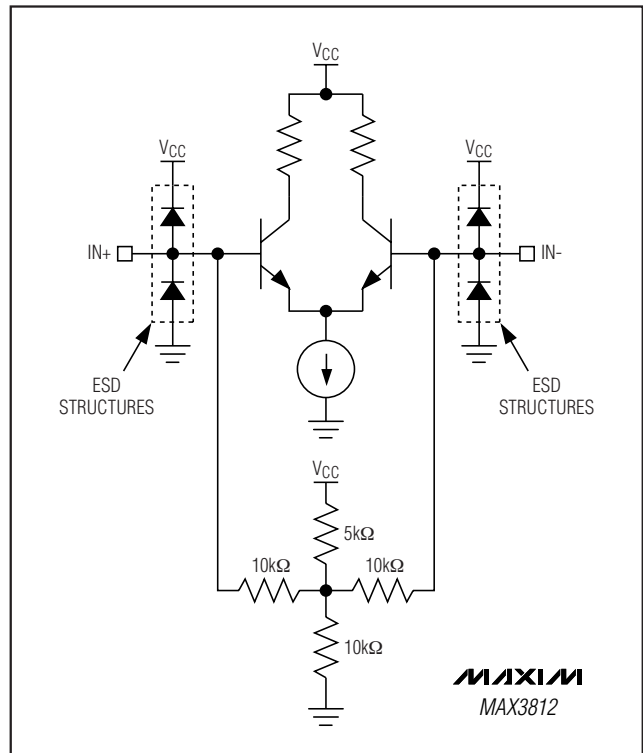 VCC
VCC
VCC
IN+
IN-
ESD
STRUCTURES
ESD
STRUCTURES
VCC
5kΩ
10kΩ
10kΩ
10kΩ
MAXIM
MAX3812